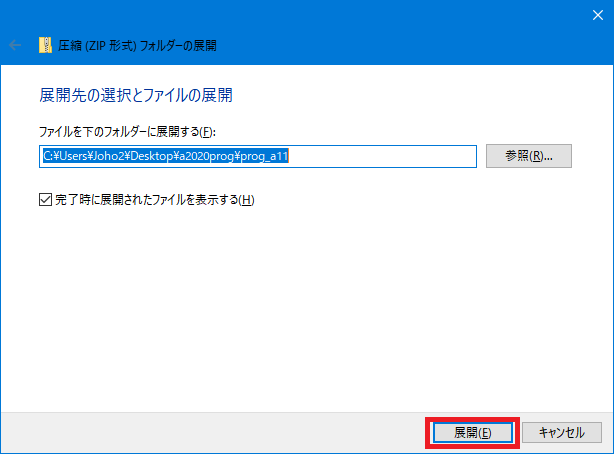 圧縮 (ZIP 形式) フォルダーの展開
展開先の選択とファイルの展開
ファイルを下のフォルダーに展開する(F):
C:¥Users¥Joho2¥Desktop¥a2020prog¥prog_a11
参照(R)...
完了時に展開されたファイルを表示する(H)
展開(E)
キャンセル